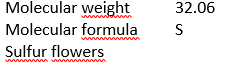 Molecular weight 32.06
Molecular formula S
Sulfur flowers